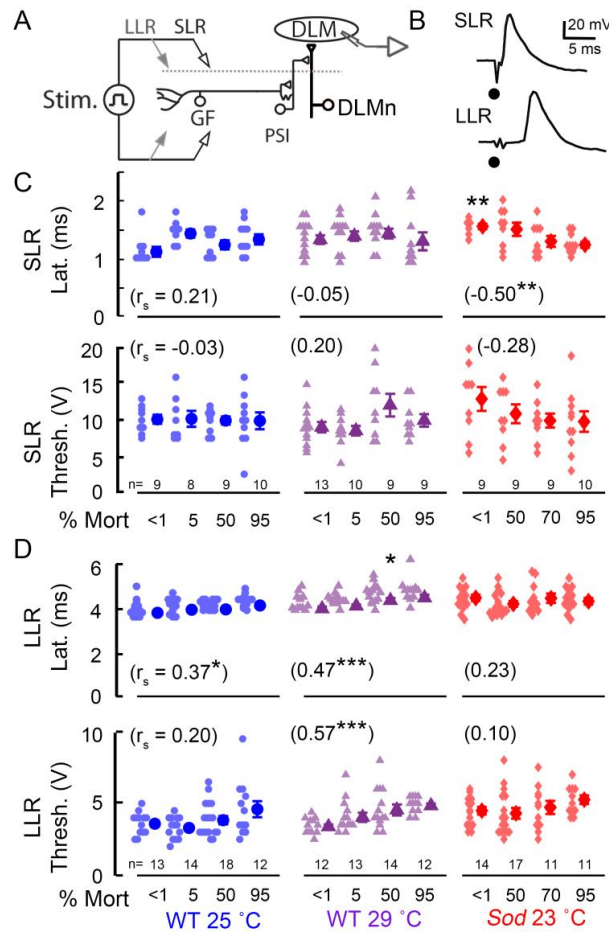 A
B
LLR SLR
DLM
Stim.
GF
PSI
DLMn
SLR
20 mV
5 ms
LLR
C
SLR
Lat. (ms)
2
1
0
**
(rs = 0.21)
(-0.05)
(-0.50**)
SLR
Thresh. (V)
20
15
10
5
0
(rs = -0.03)
(0.20)
(-0.28)
n= 9 8 9 10 13 10 9 9 9 9 9 10
% Mort <1 5 50 95 <1 5 50 95 <1 50 70 95
D
LLR
Lat. (ms)
6
4
2
0
*
(rs = 0.37*)
(0.47***)
(0.23)
LLR
Thresh. (V)
10
5
0
(rs = 0.20)
(0.57***)
(0.10)
n= 13 14 18 12 12 13 14 12 14 17 11 11
% Mort <1 5 50 95 <1 5 50 95 <1 50 70 95
WT 25 °C WT 29 °C Sod 23 °C